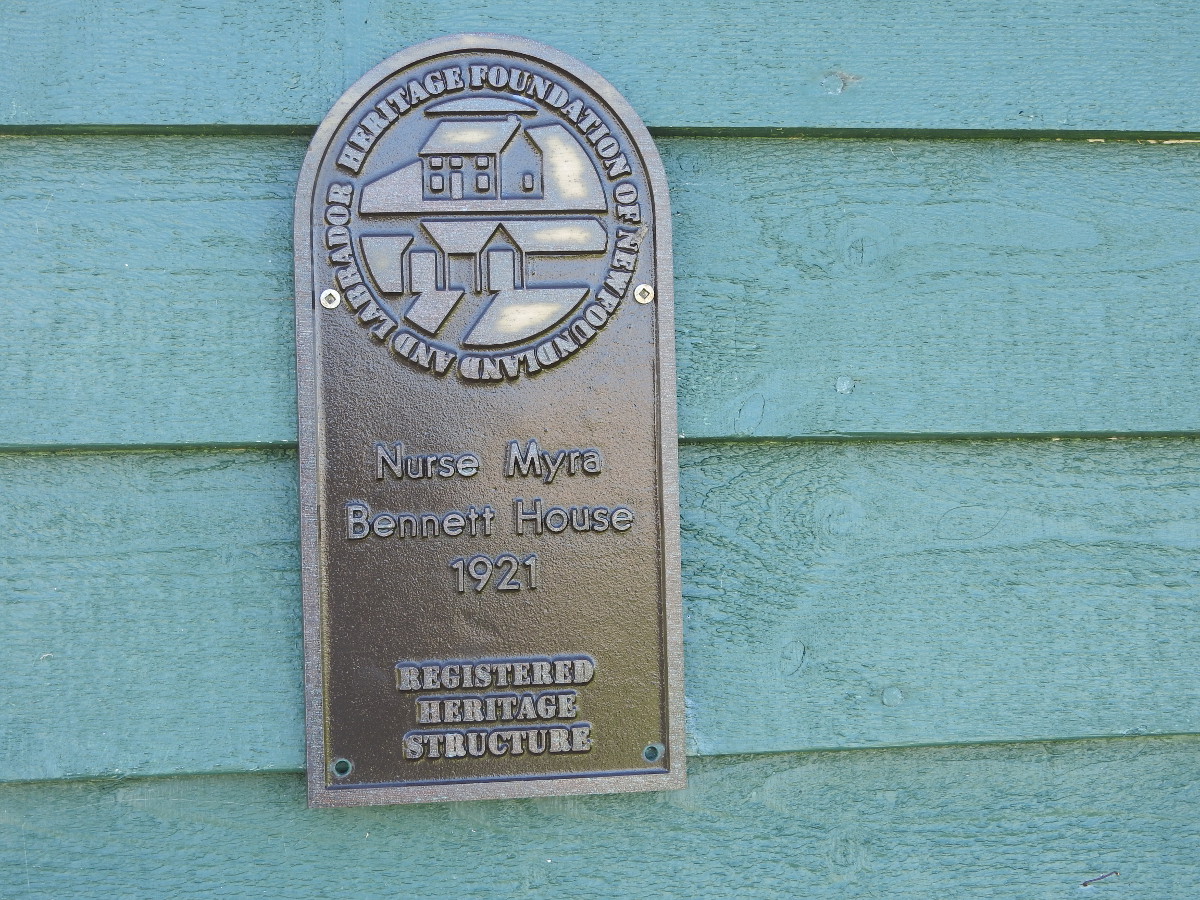 HERITAGE FOUNDATION OF NEWFOUNDLAND AND LABRADOR
Nurse Myra
Bennett House
1921
REGISTERED
HERITAGE
STRUCTURE